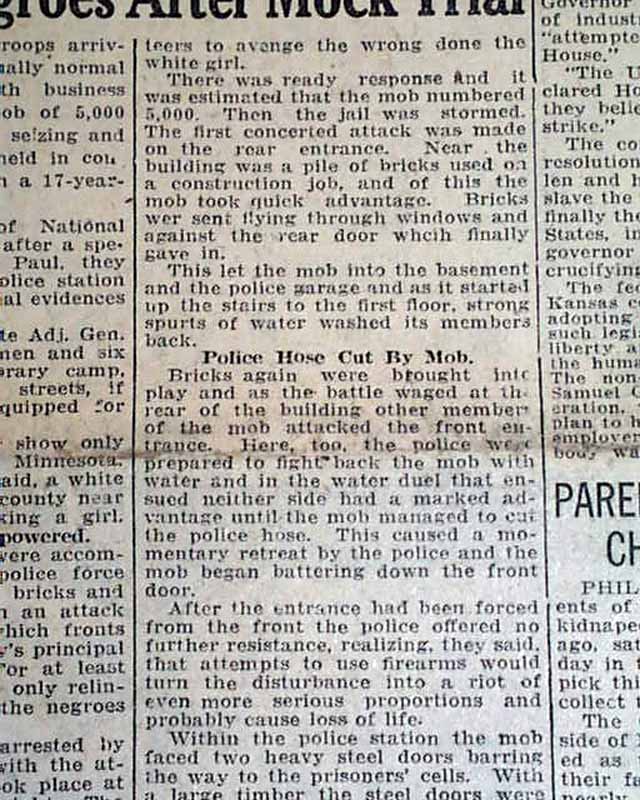 groes After Mock Trial
roops arriv-
ally normal
th business
ob of 5,000
seizing and
held in
a 17-year-
of National
after a spe-
Paul, they
olice station
al evidences
te Adj. Gen.
men and six
rary camp,
streets, if
quipped for
show only
Minnesota.
aid, a white
county near
king a girl.
powered.
were accom-
police force
bricks and
n an attack
which fronts
y's principal
or at least
only relin-
the negroes
arrested by
with the at-
ok place at
teers to avenge the wrong done the
white girl.
There was ready response and it
was estimated that the mob numbered
5,000. Then the jail was stormed.
The first concerted attack was made
on the rear entrance. Near the
building was a pile of bricks used on
a construction job, and of this the
mob took quick advantage. Bricks
wer sent flying through windows and
against the rear door whcih finally
gave in.
This let the mob into the basement
and the police garage and as it started
up the stairs to the first floor, strong
spurts of water washed its members
back.
Police Hose Cut By Mob.
Bricks again were brought into
play and as the battle waged at the
rear of the building other members
of the mob attacked the front en-
trance. Here, too, the police were
prepared to fight back the mob with
water and in the water duel that en-
sued neither side had a marked ad-
vantage until the mob managed to cut
the police hose. This caused a mo-
mentary retreat by the police and the
mob began battering down the front
door.
After the entrance had been forced
from the front the police offered no
further resistance, realizing, they said,
that attempts to use firearms would
turn the disturbance into a riot of
even more serious proportions and
probably cause loss of life.
Within the police station the mob
faced two heavy steel doors barring
the way to the prisoners' cells. With
a large timber the steel doors were
Governor
of indust
"attempte
House."
"The U
clared Ho
they belie
strike."
The co
resolution
len and h
slave the
finally the
States, in
governor
crucifying
The fed
Kansas c
adopting
such legis
liberty a
the huma
The non
Samuel G
eration.
plan to h
employer
body wa
PARE
CH
PHIL
ents of
kidnape
ago, sat
day in
pick thi
collect
The
side of
ed as
their fa
nearly